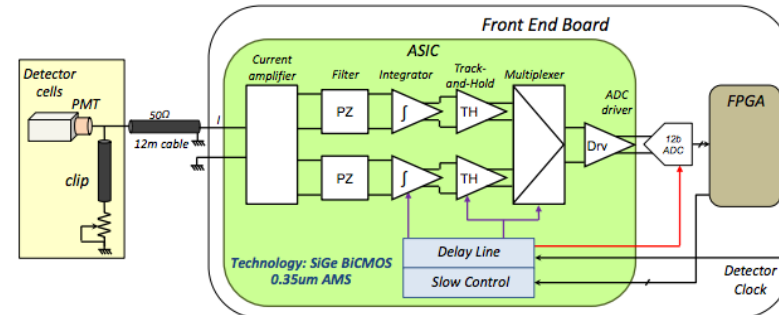 Front End Board
ASIC
Detector
cells
PMT
50Ω
12m cable
I
clip
Current
amplifier
Filter
Integrator
Track-
and-Hold
Multiplexer
ADC
driver
FPGA
PZ
∫
TH
PZ
∫
TH
Drv
12b
ADC
Delay Line
Slow Control
Technology: SiGe BiCMOS
0.35um AMS
Detector
Clock